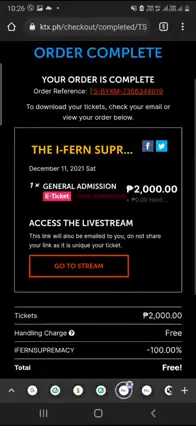 10:26
ktx.ph/checkout/completed/TS
ORDER COMPLETE
YOUR ORDER IS COMPLETE
Order Reference:
To download your tickets, check your email or
view your order below.
THE I-FERN SUPR...
December 11, 2021 Sat
1× GENERAL ADMISSION ₱2,000.00
E-Ticket
ACCESS THE LIVESTREAM
This link will also be emailed to you, do not share
your link as it is unique your ticket.
GO TO STREAM
Tickets ₱2,000.00
Handling Charge Free
IFERNSUPREMACY -100.00%
Total Free!